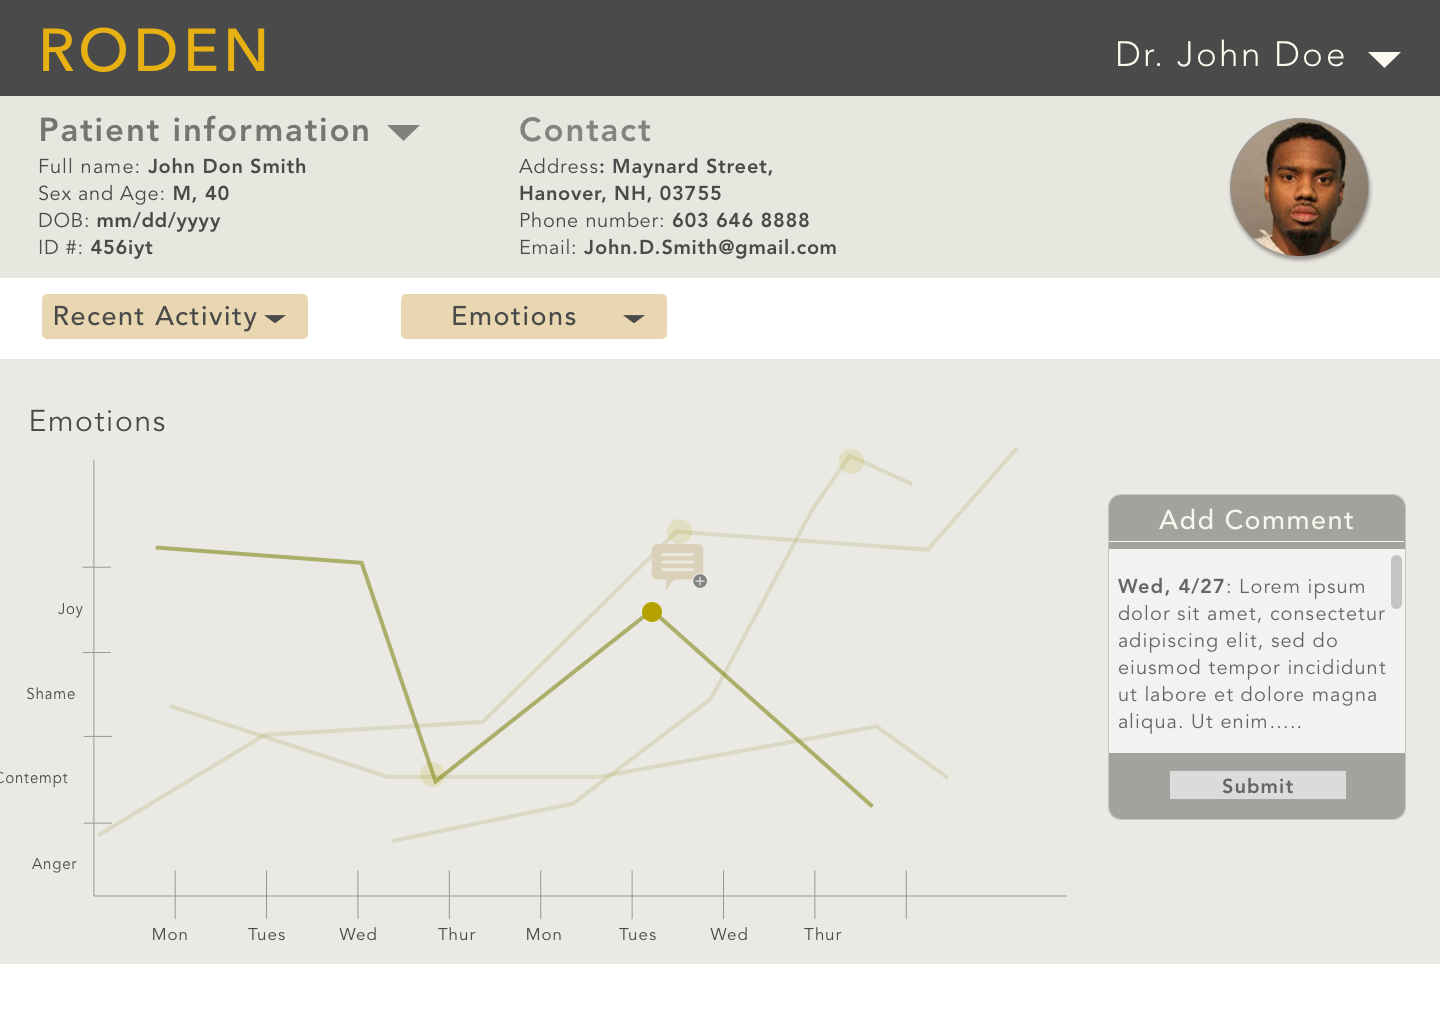 RODEN
Dr. John Doe
Patient information
Full name: John Don Smith
Sex and Age: M, 40
DOB: mm/dd/yyyy
ID #: 456iyt
Contact
Address: Maynard Street,
Hanover, NH, 03755
Phone number: 603 646 8888
Email: John.D.Smith@gmail.com
Recent Activity
Emotions
Emotions
Joy
Shame
Contempt
Anger
Mon Tues Wed Thur Mon Tues Wed Thur
Add Comment
Wed, 4/27: Lorem ipsum
dolor sit amet, consectetur
adipiscing elit, sed do
eiusmod tempor incididunt
ut labore et dolore magna
aliqua. Ut enim.....
Submit